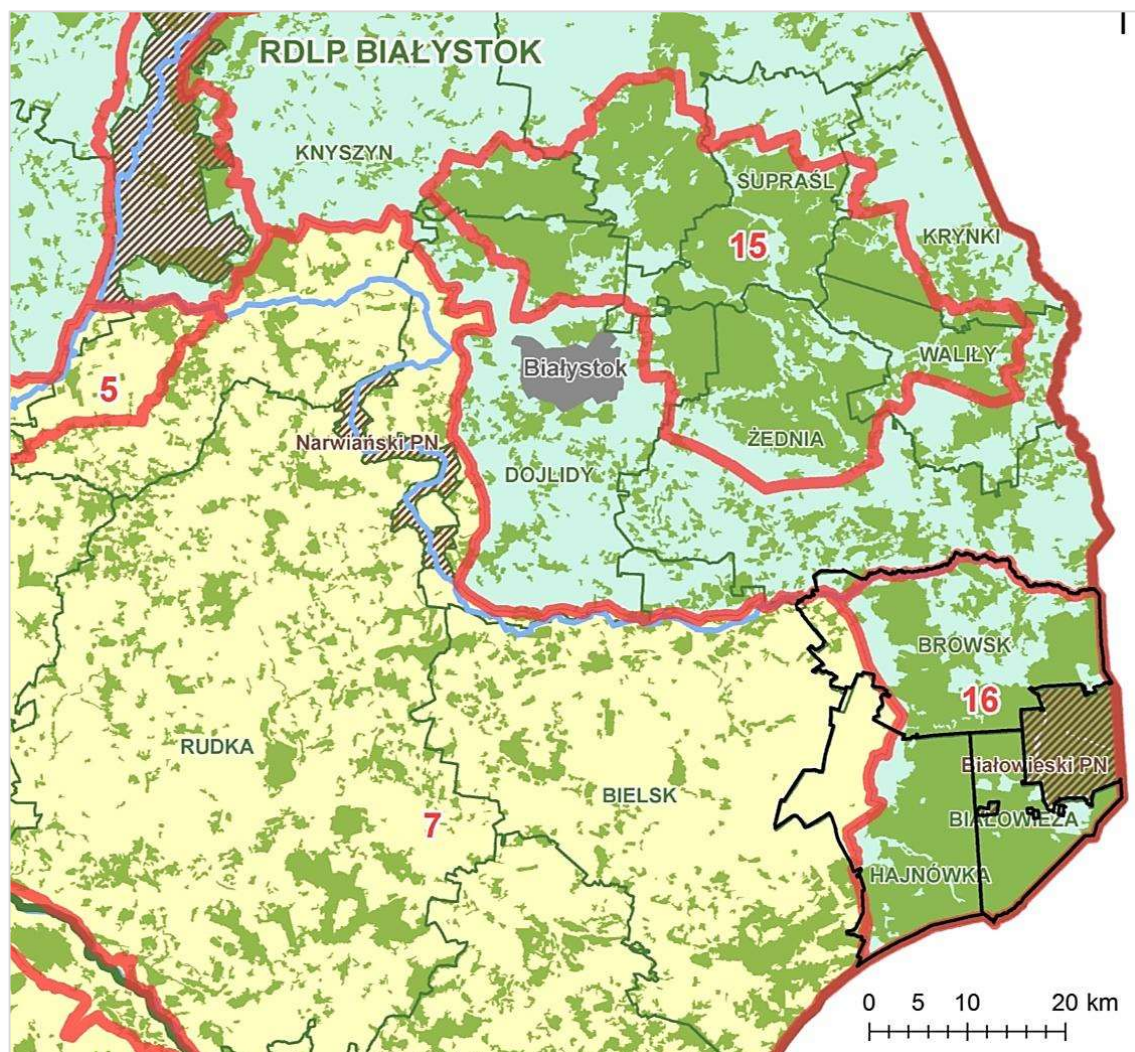 RDLP BIAŁYSTOK
KNYSZYN
SUPRAŚL
15
KRYNKI
WALIŁY
Białystok
5
Narwiański PN
ŻEDNIA
DOJLIDY
BROWSK
16
RUDKA
Białowieski PN
BIELSK
BIAŁOWIEŻA
7
HAJNÓWKA
0 5 10 20 km